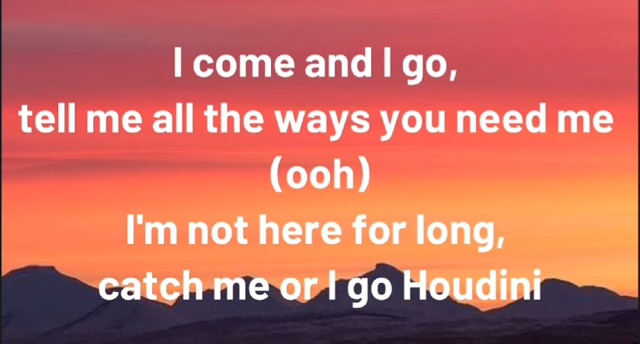 I come and I go,
tell me all the ways you need me
(ooh)
I'm not here for long,
catch me or I go Houdini